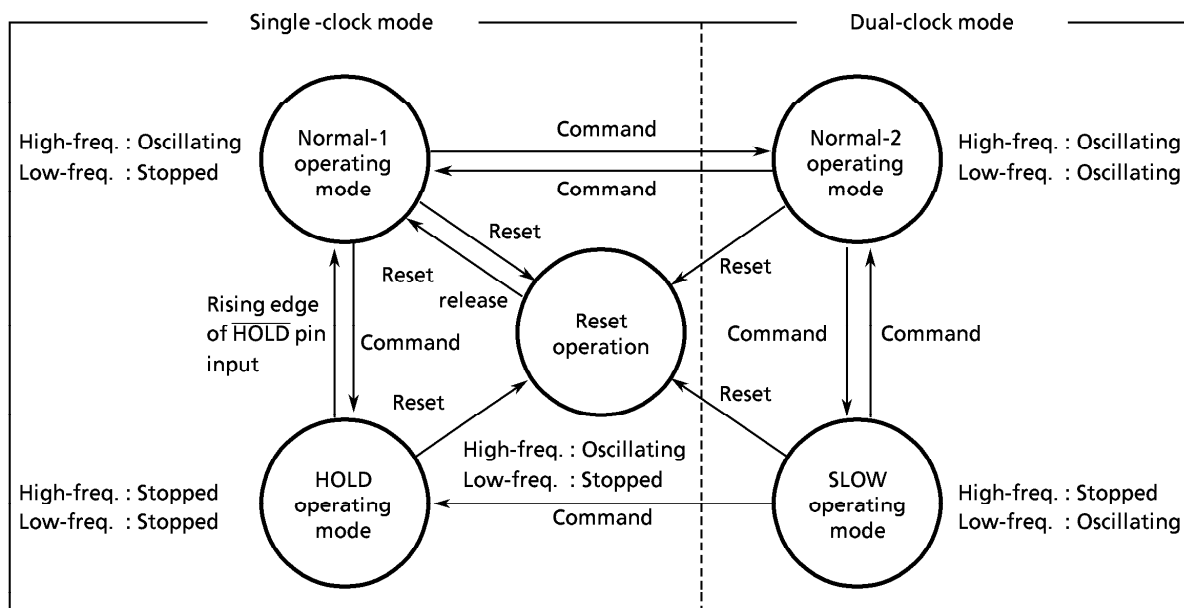 Single -clock mode
Dual-clock mode
Normal-1
operating
mode
High-freq. : Oscillating
Low-freq. : Stopped
Command
Command
Normal-2
operating
mode
High-freq. : Oscillating
Low-freq. : Oscillating
Reset
Reset
release
Reset
Reset
operation
Rising edge
of HOLD pin
input
Command
Command
Command
Reset
Reset
High-freq. : Oscillating
Low-freq. : Stopped
HOLD
operating
mode
High-freq. : Stopped
Low-freq. : Stopped
Command
SLOW
operating
mode
High-freq. : Stopped
Low-freq. : Oscillating